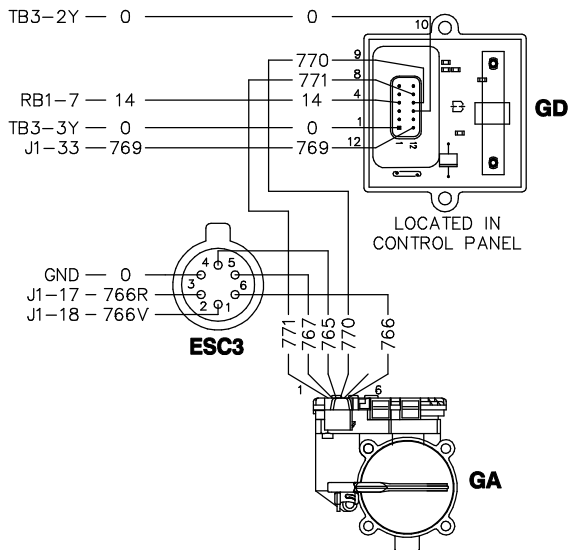 TB3-2Y — 0 0 10
770 9
771 8
RB1-7 — 14 14 4
TB3-3Y — 0 0 1
J1-33 — 769 769 12
1 12
GD
LOCATED IN
CONTROL PANEL
4 5
GND — 0 3 6
J1-17 - 766R
J1-18 - 766V 2 1
ESC3
771 767 765 770 766
1 6
GA